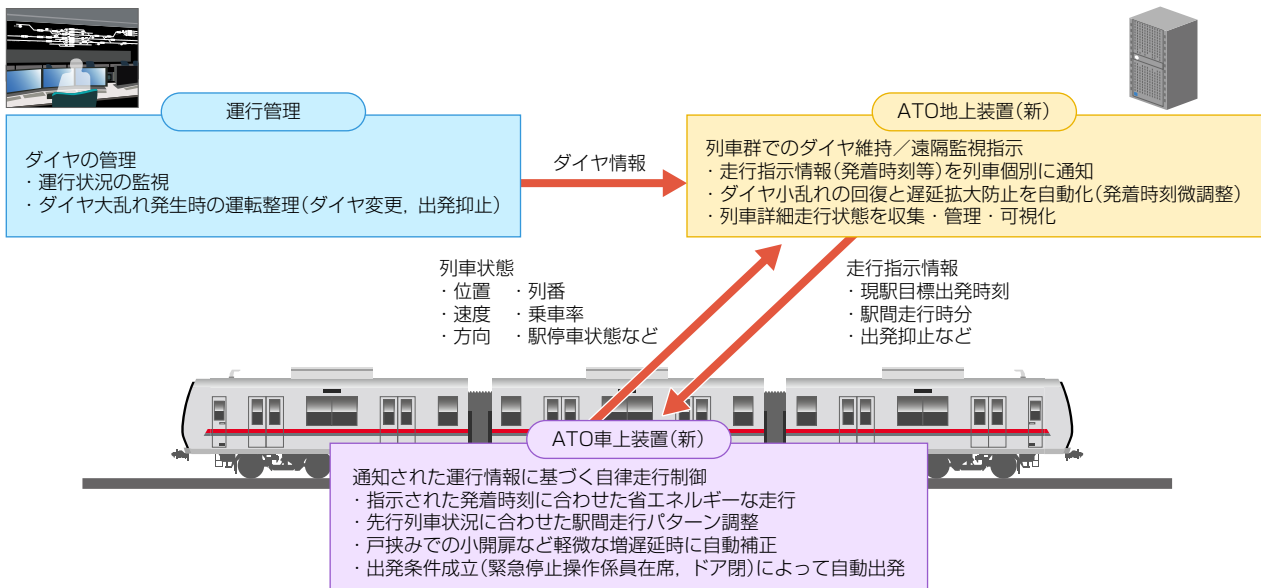 運行管理
ダイヤの管理
・運行状況の監視
・ダイヤ大乱れ発生時の運転整理(ダイヤ変更，出発抑止)
ダイヤ情報
ATO地上装置(新)
列車群でのダイヤ維持／遠隔監視指示
・走行指示情報(発着時刻等)を列車個別に通知
・ダイヤ小乱れの回復と遅延拡大防止を自動化(発着時刻微調整)
・列車詳細走行状態を収集・管理・可視化
列車状態
・位置 ・列番
・速度 ・乗車率
・方向 ・駅停車状態など
走行指示情報
・現駅目標出発時刻
・駅間走行時分
・出発抑止など
ATO車上装置(新)
通知された運行情報に基づく自律走行制御
・指示された発着時刻に合わせた省エネルギーな走行
・先行列車状況に合わせた駅間走行パターン調整
・戸挟みでの小開扉など軽微な増遅延時に自動補正
・出発条件成立(緊急停止操作係員在席，ドア閉)によって自動出発